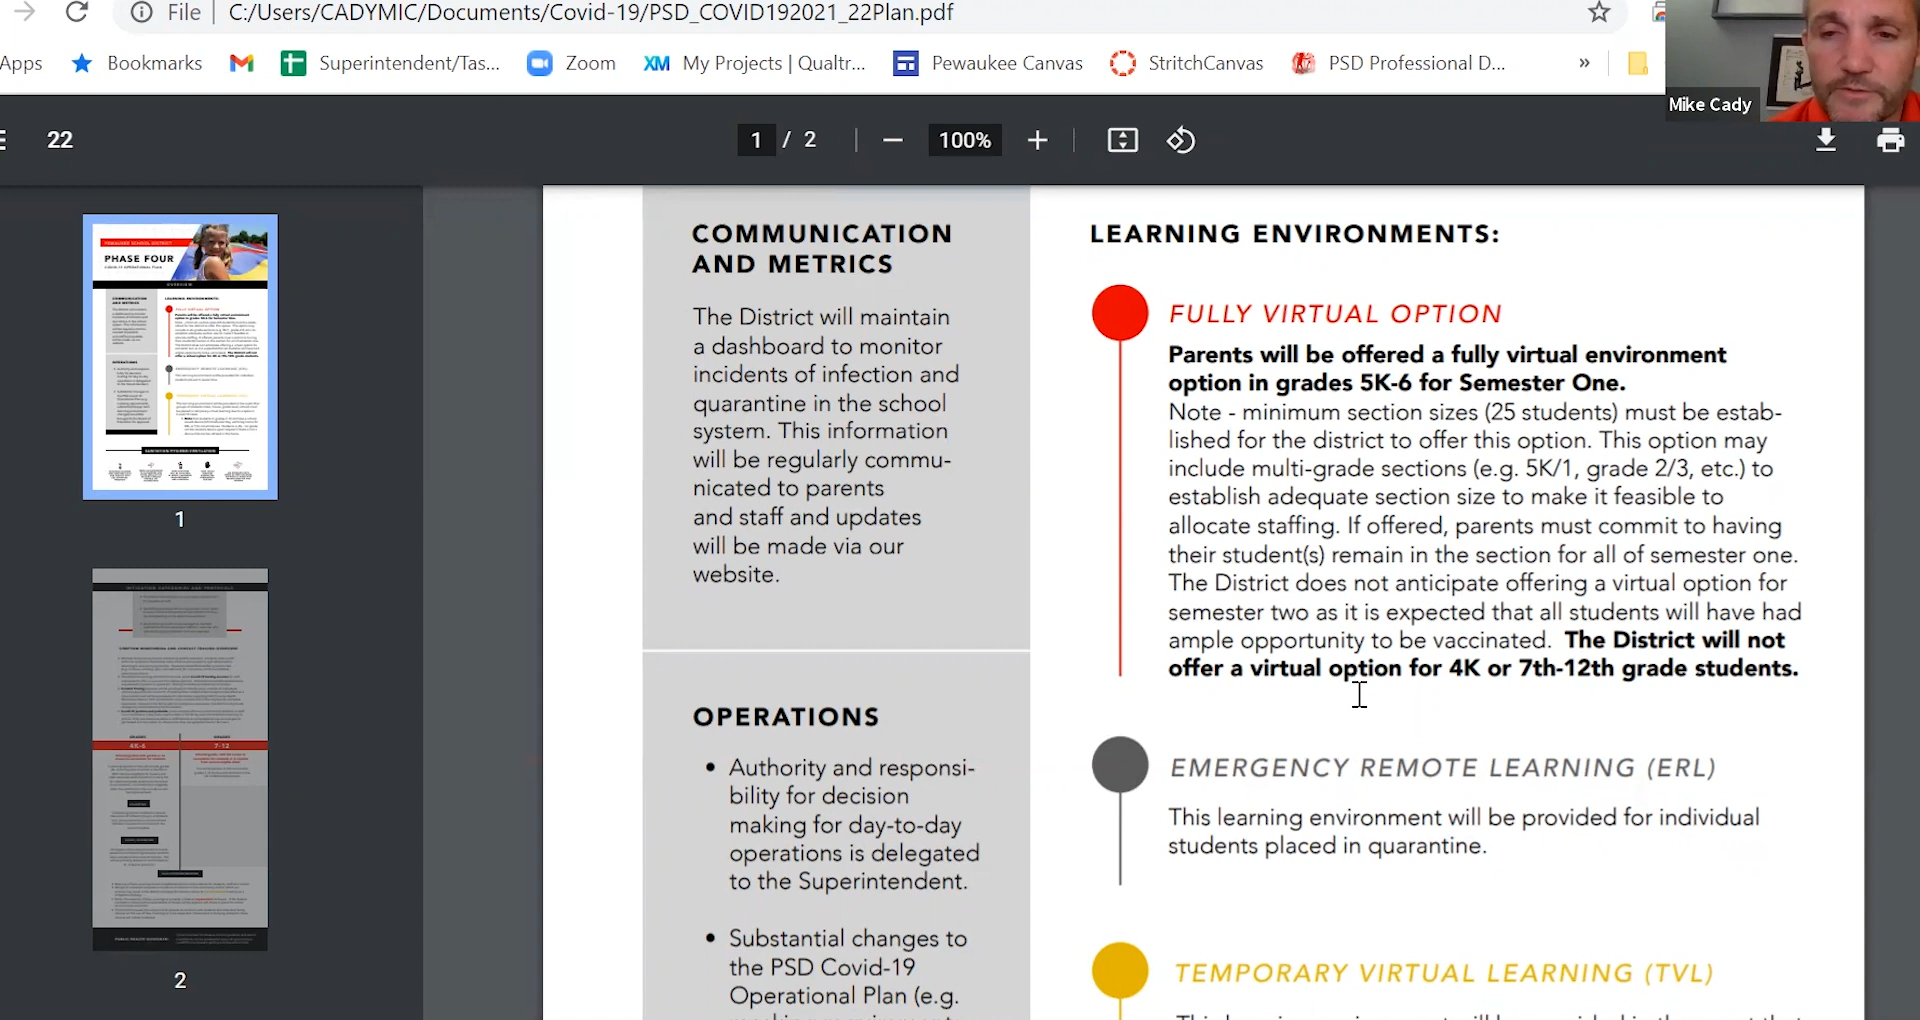 File
C:/Users/CADYMIC/Documents/Covid-19/PSD_COVID192021_22Plan.pdf
Apps
Bookmarks
Superintendent/Tas...
Zoom
XM My Projects | Qualtr...
Pewaukee Canvas
StritchCanvas
PSD Professional D...
»
Mike Cady
22
1 / 2
100%
PHASE FOUR
1
4K-6
7-12
2
COMMUNICATION
AND METRICS
The District will maintain
a dashboard to monitor
incidents of infection and
quarantine in the school
system. This information
will be regularly commu-
nicated to parents
and staff and updates
will be made via our
website.
OPERATIONS
• Authority and responsi-
bility for decision
making for day-to-day
operations is delegated
to the Superintendent.
• Substantial changes to
the PSD Covid-19
Operational Plan (e.g.
LEARNING ENVIRONMENTS:
FULLY VIRTUAL OPTION
Parents will be offered a fully virtual environment
option in grades 5K-6 for Semester One.
Note - minimum section sizes (25 students) must be estab-
lished for the district to offer this option. This option may
include multi-grade sections (e.g. 5K/1, grade 2/3, etc.) to
establish adequate section size to make it feasible to
allocate staffing. If offered, parents must commit to having
their student(s) remain in the section for all of semester one.
The District does not anticipate offering a virtual option for
semester two as it is expected that all students will have had
ample opportunity to be vaccinated. The District will not
offer a virtual option for 4K or 7th-12th grade students.
EMERGENCY REMOTE LEARNING (ERL)
This learning environment will be provided for individual
students placed in quarantine.
TEMPORARY VIRTUAL LEARNING (TVL)